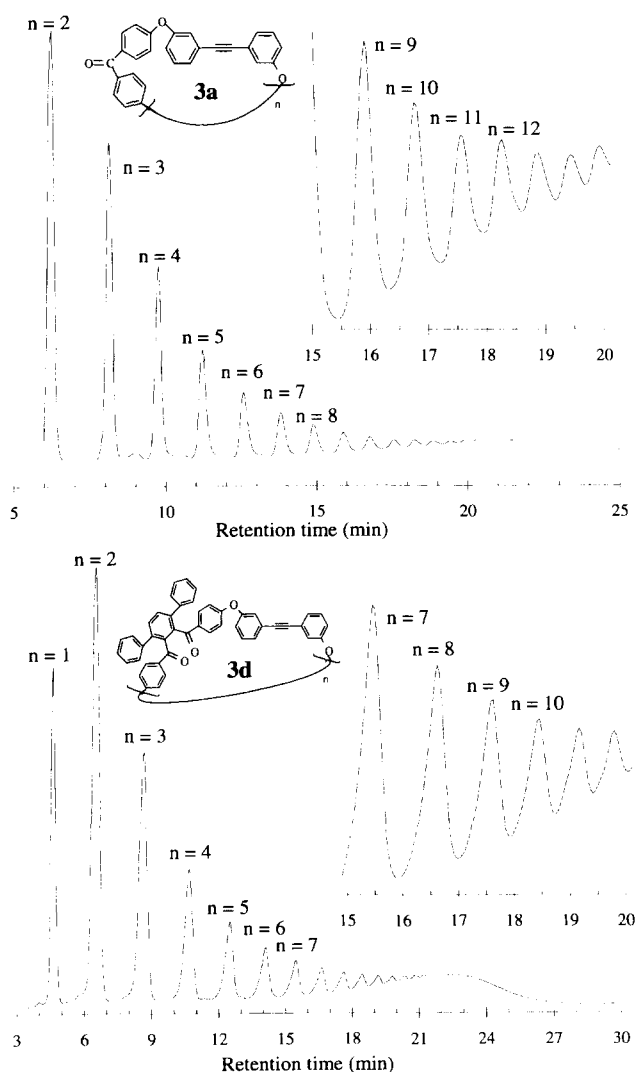 n = 2
O
O=C
3a
O
n
n = 3
n = 4
n = 5
n = 6
n = 7
n = 8
n = 9
n = 10
n = 11
n = 12
15 16 17 18 19 20
5 10 15 20 25
Retention time (min)
n = 1
n = 2
O
O
O
3d
O
n
n = 3
n = 4
n = 5
n = 6
n = 7
n = 7
n = 8
n = 9
n = 10
15 16 17 18 19 20
3 6 9 12 15 18 21 24 27 30
Retention time (min)